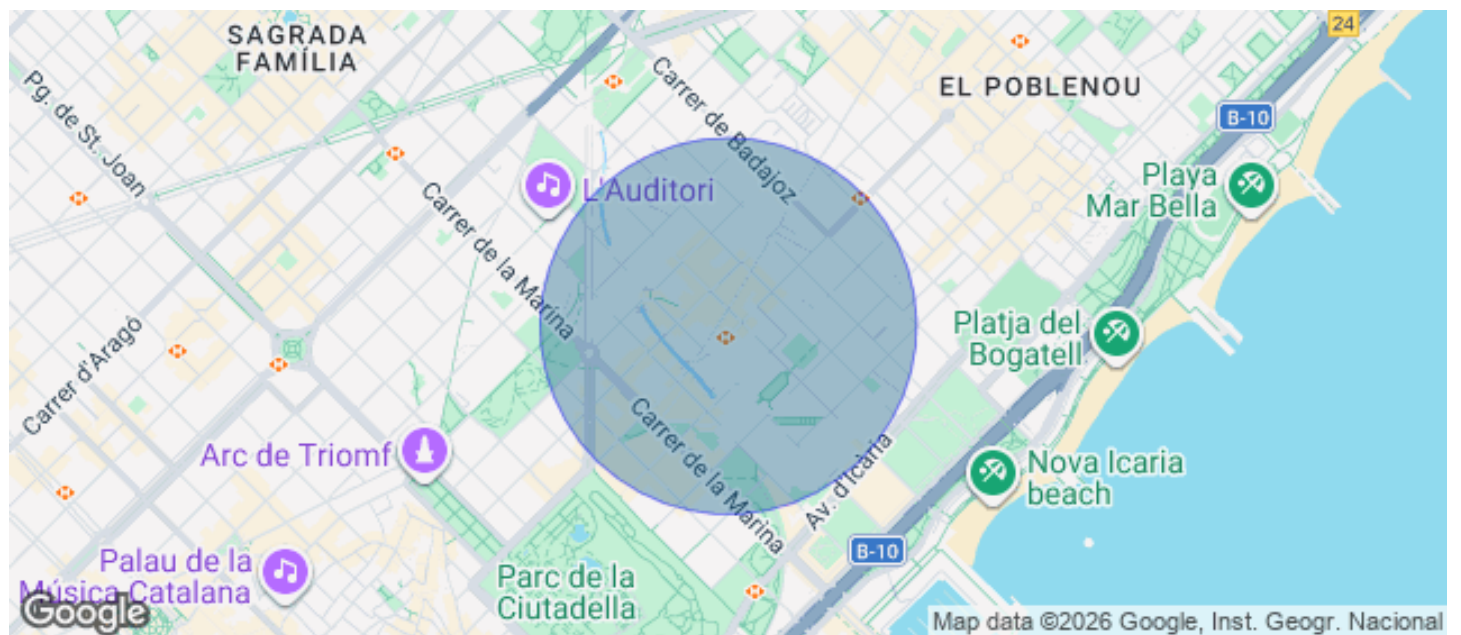 SAGRADA
FAMÍLIA
24
Pg. de St. Joan
Carrer de Badajoz
EL POBLENOU
B-10
L'Auditori
Playa
Mar Bella
Carrer de la Marina
Carrer d'Aragó
Platja del
Bogatell
Arc de Triomf
Carrer de la Marina
Av. d'Icària
Nova Icaria
beach
B-10
Palau de la
Música Catalana
Parc de la
Ciutadella
Google
Map data ©2026 Google, Inst. Geogr. Nacional